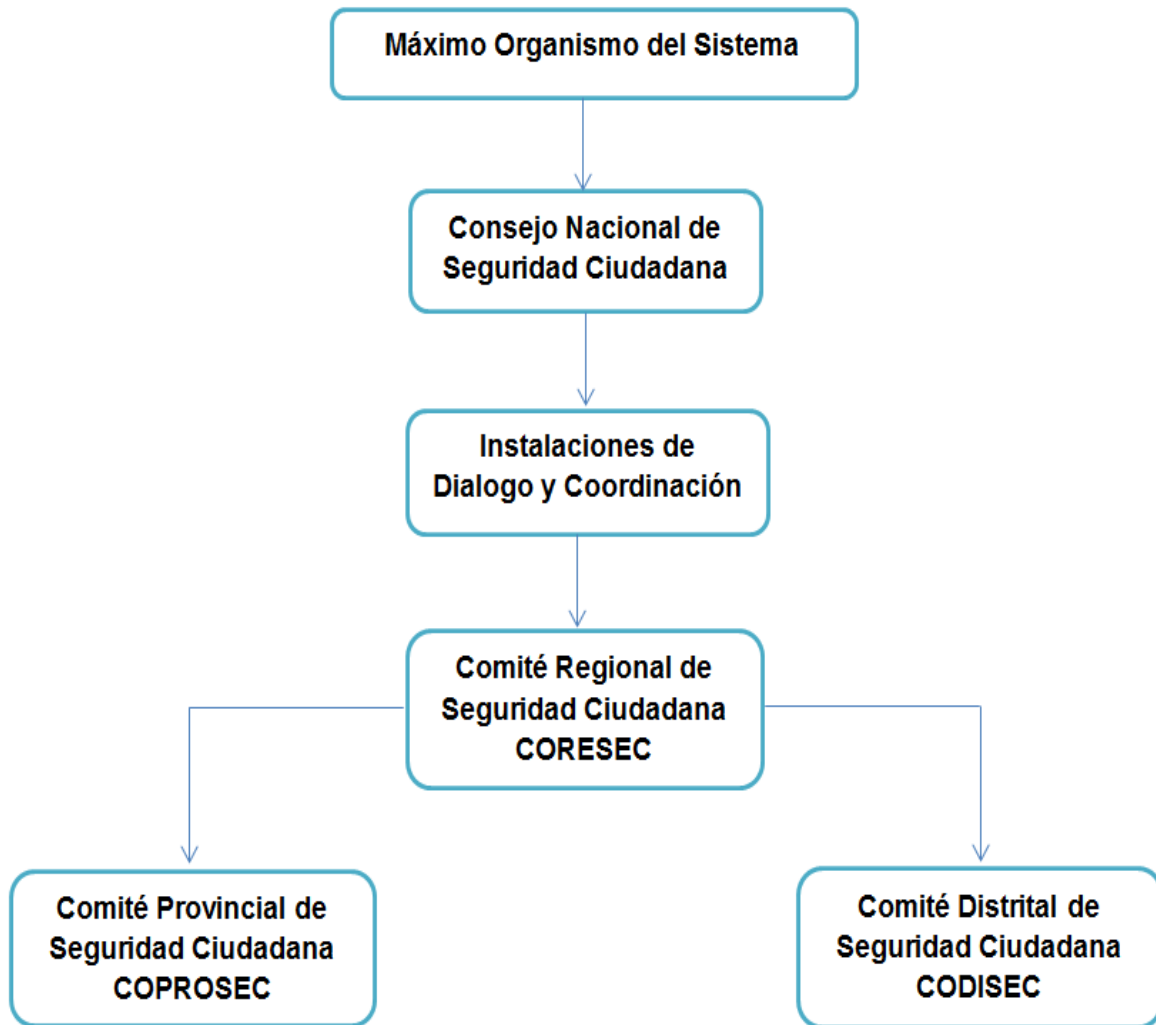 Máximo Organismo del Sistema
Consejo Nacional de
Seguridad Ciudadana
Instalaciones de
Dialogo y Coordinación
Comité Regional de
Seguridad Ciudadana
CORESEC
Comité Provincial de
Seguridad Ciudadana
COPROSEC
Comité Distrital de
Seguridad Ciudadana
CODISEC